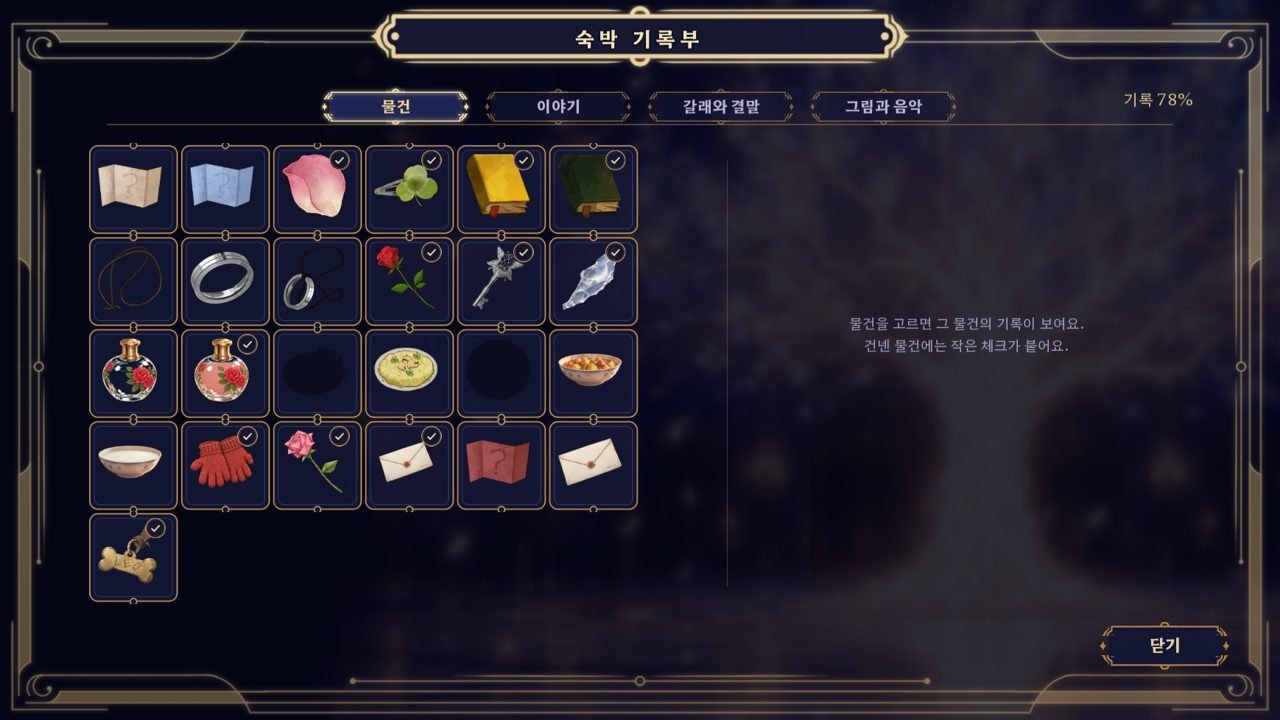 숙박 기록부
물건
이야기
갈래와 결말
그림과 음악
기록 78%
?
?
물건을 고르면 그 물건의 기록이 보여요.
건넨 물건에는 작은 체크가 붙어요.
?
LEO
닫기